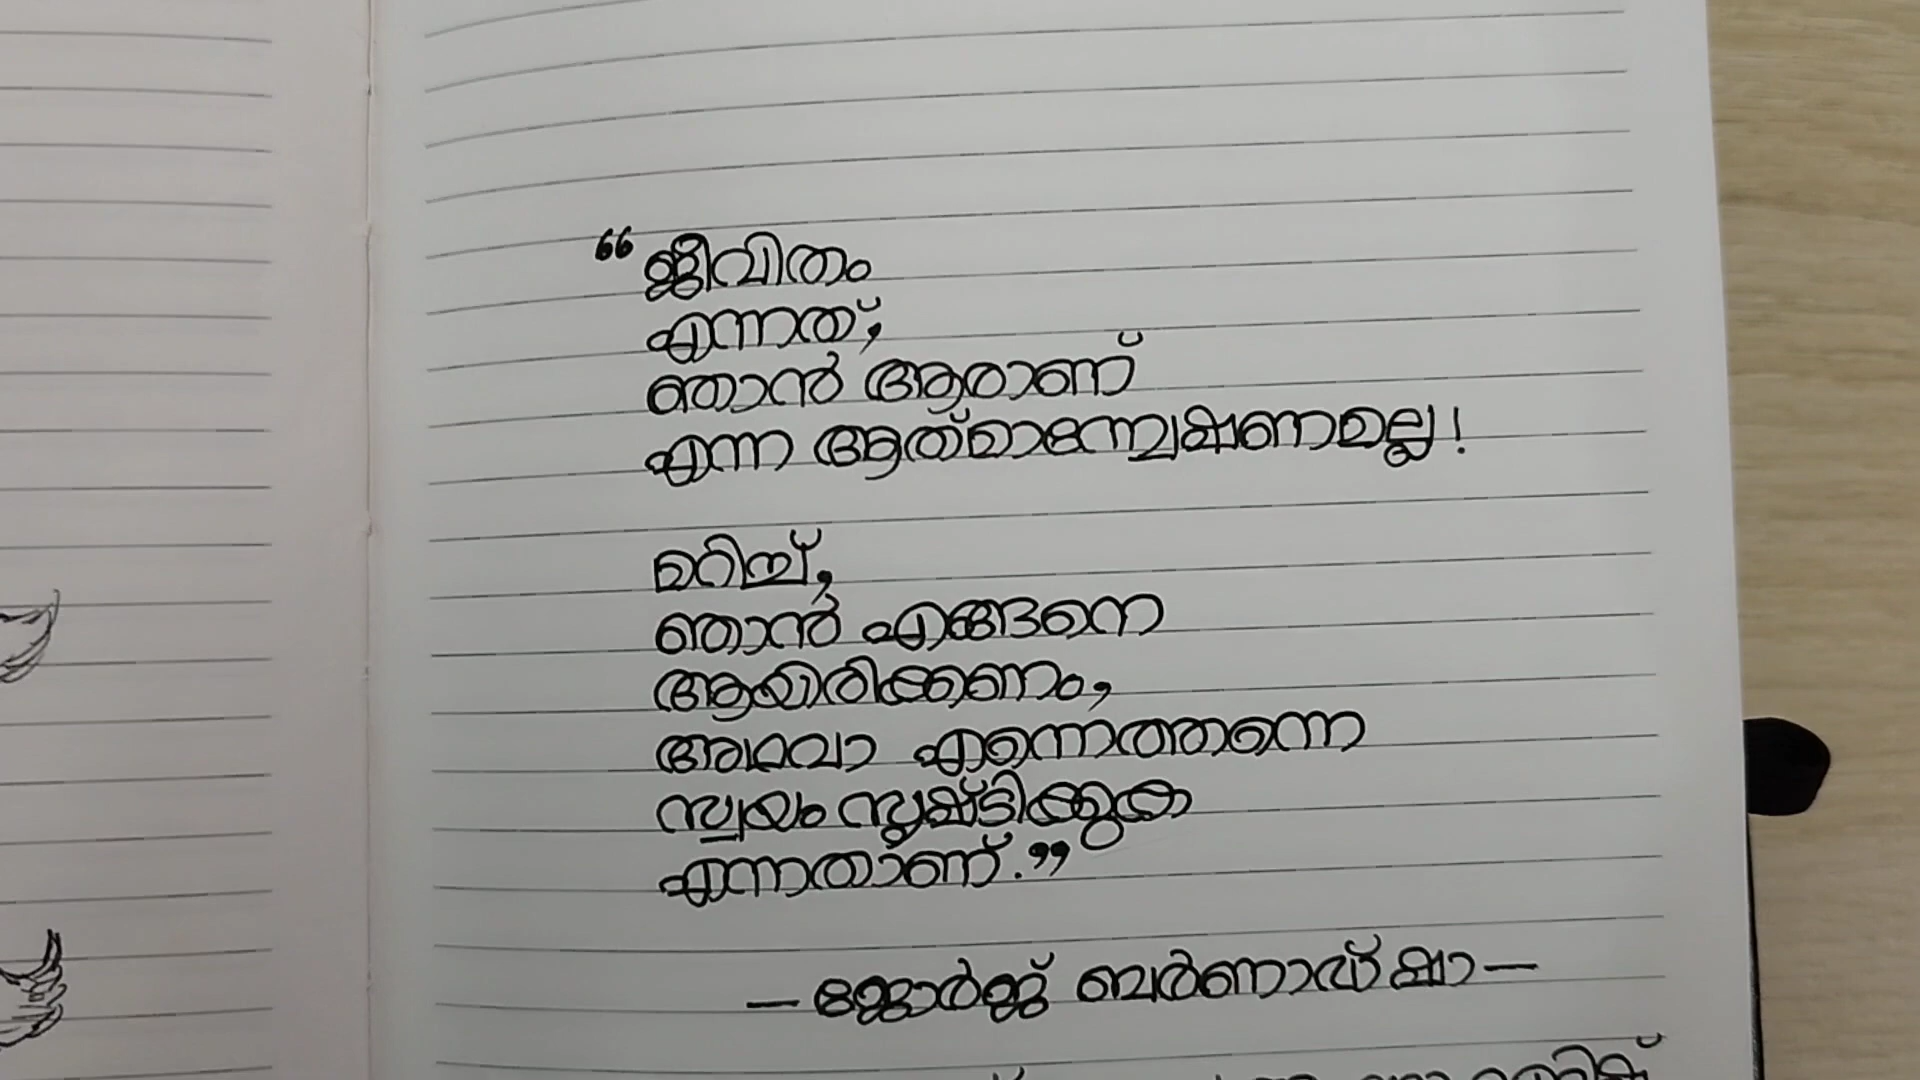 “ജീവിതം
എന്നത്,
ഞാൻ ആരാണ്
എന്ന ആത്മാന്വേഷണമല്ല!
മറിച്ച്,
ഞാൻ എങ്ങനെ
ആയിരിക്കണം,
അഥവാ എന്നെത്തന്നെ
സ്വയം സൃഷ്ടിക്കുക
എന്നതാണ്.”
— ജോർജ്ജ് ബെർണാഡ് ഷാ —